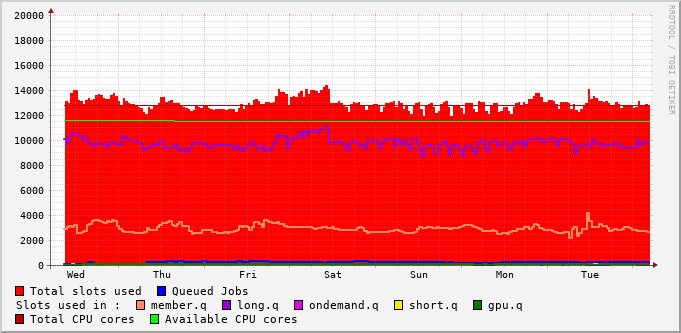 20000
18000
16000
14000
12000
10000
8000
6000
4000
2000
0
Wed Thu Fri Sat Sun Mon Tue
RRDTOOL / TOBI OETIKER
Total slots used Queued Jobs
Slots used in : member.q long.q ondemand.q short.q gpu.q
Total CPU cores Available CPU cores